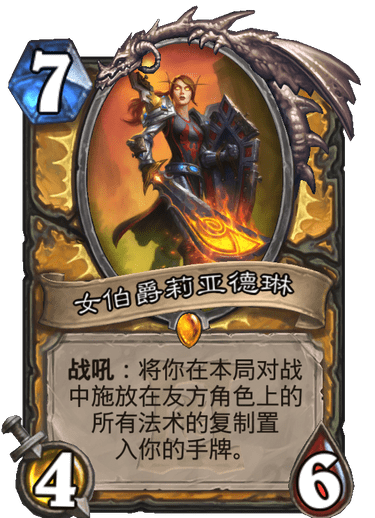 7
女伯爵莉亚德琳
战吼：将你在本局对战
中施放在友方角色上的
所有法术的复制置
入你的手牌。
4
6